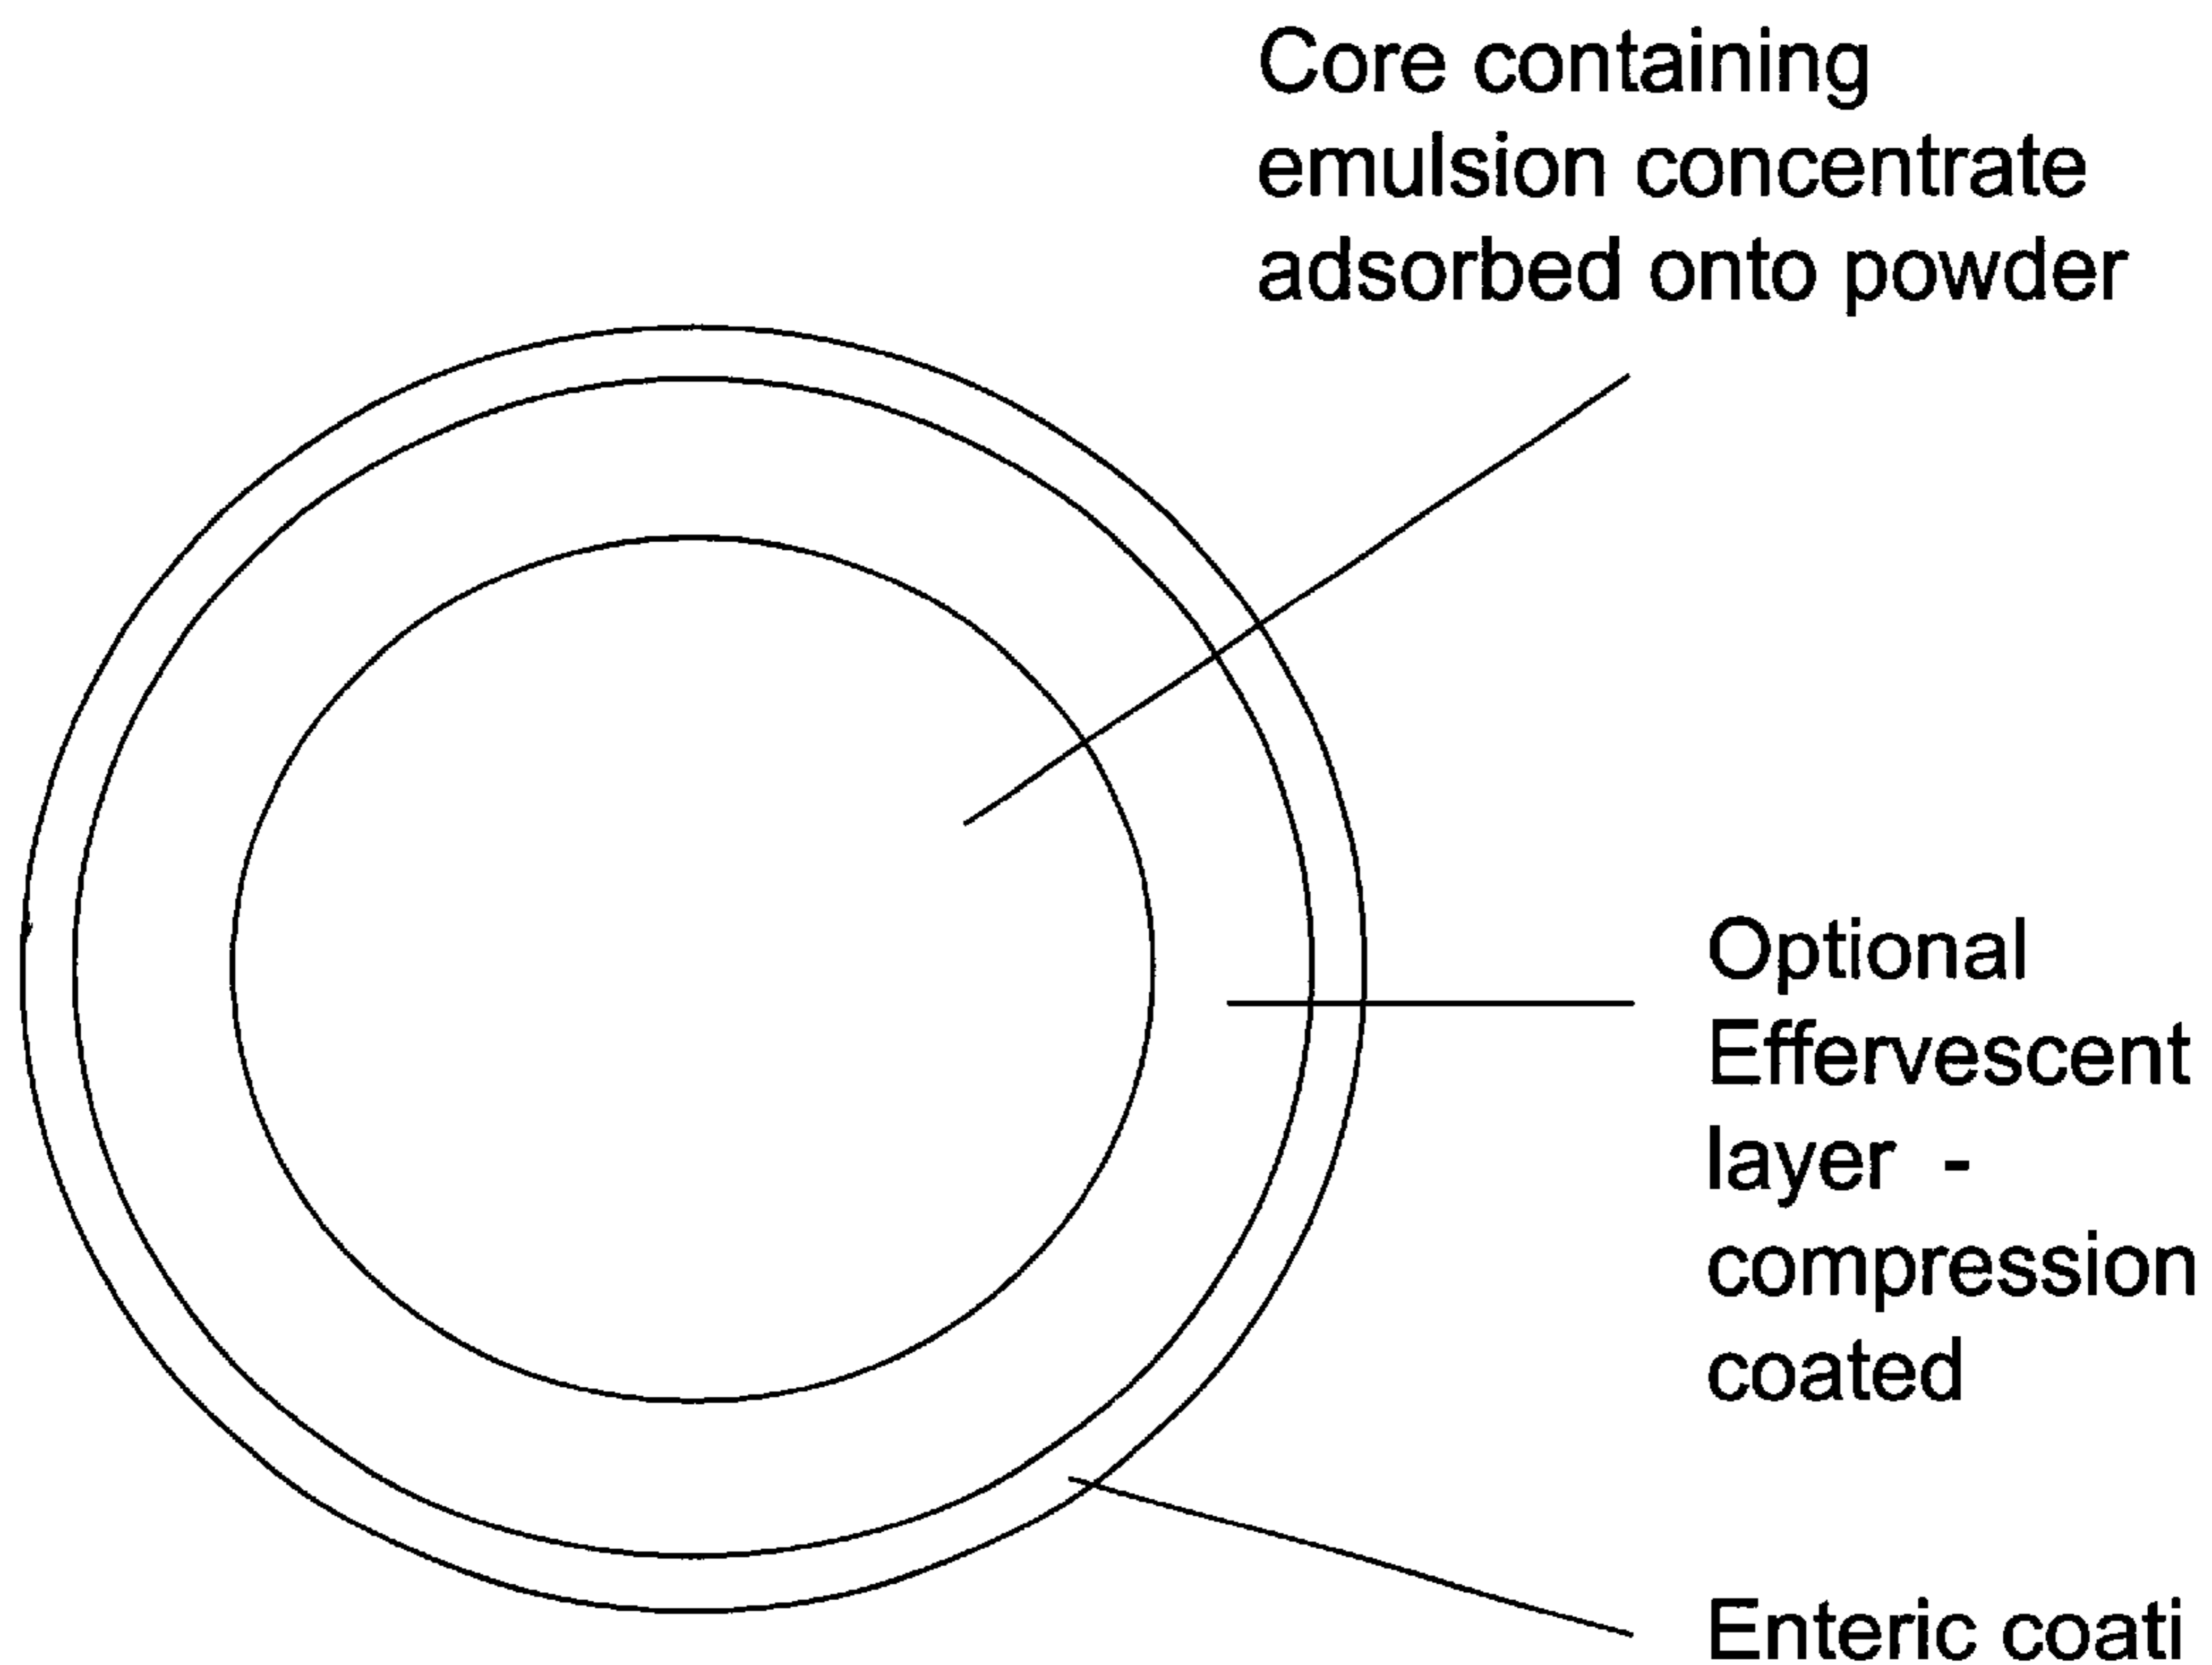 Core containing
emulsion concentrate
adsorbed onto powder
Optional
Effervescent
layer -
compression
coated
Enteric coati